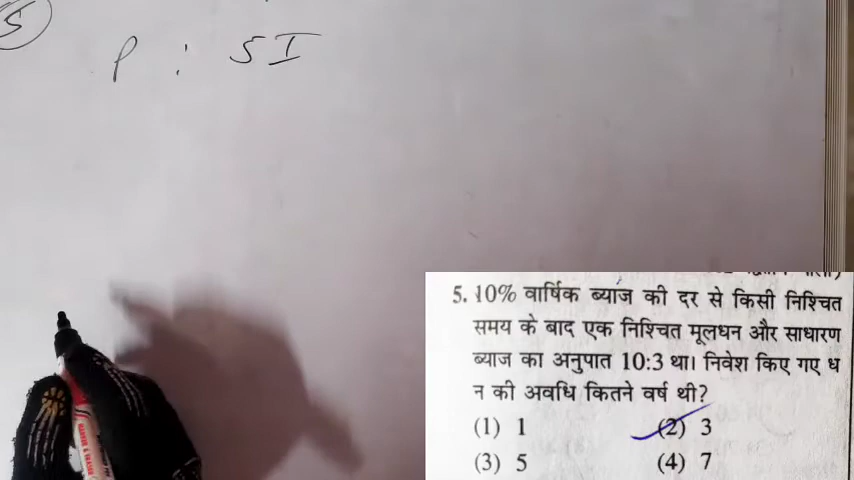 5
P : SI
5. 10% वार्षिक ब्याज की दर से किसी निश्चित
समय के बाद एक निश्चित मूलधन और साधारण
ब्याज का अनुपात 10:3 था। निवेश किए गए ध
न की अवधि कितने वर्ष थी?
(1) 1 (2) 3
(3) 5 (4) 7